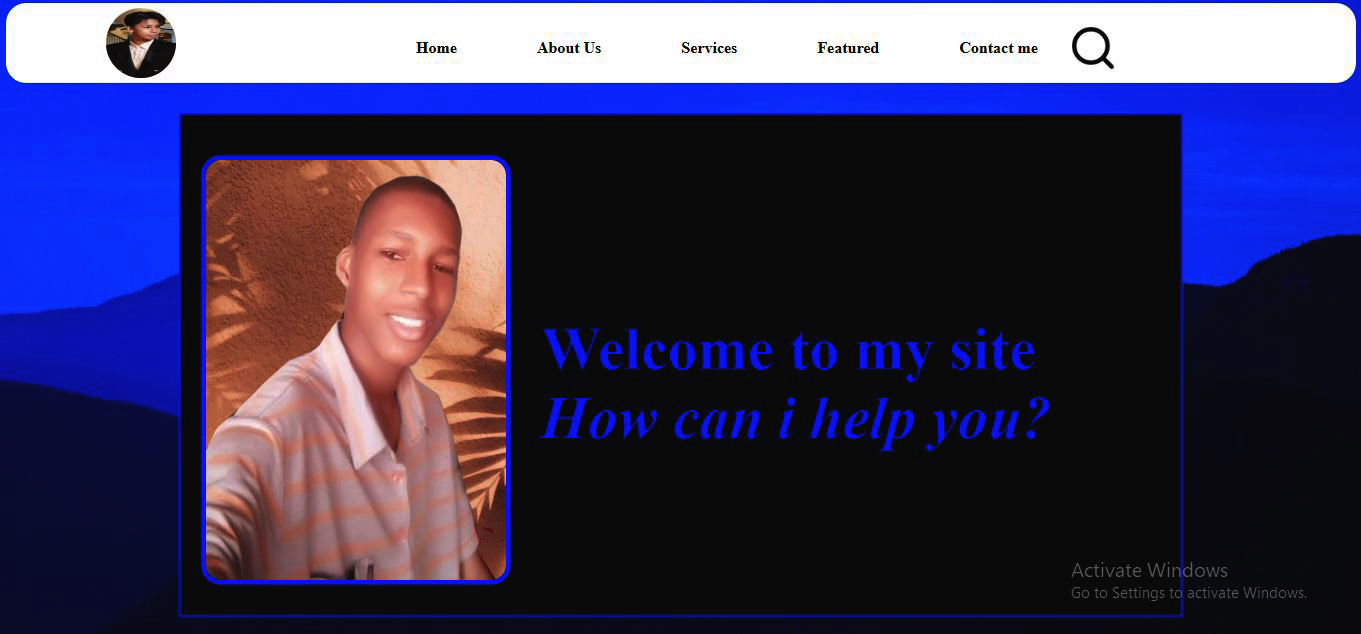 Home
About Us
Services
Featured
Contact me
Welcome to my site
How can i help you?
Activate Windows
Go to Settings to activate Windows.